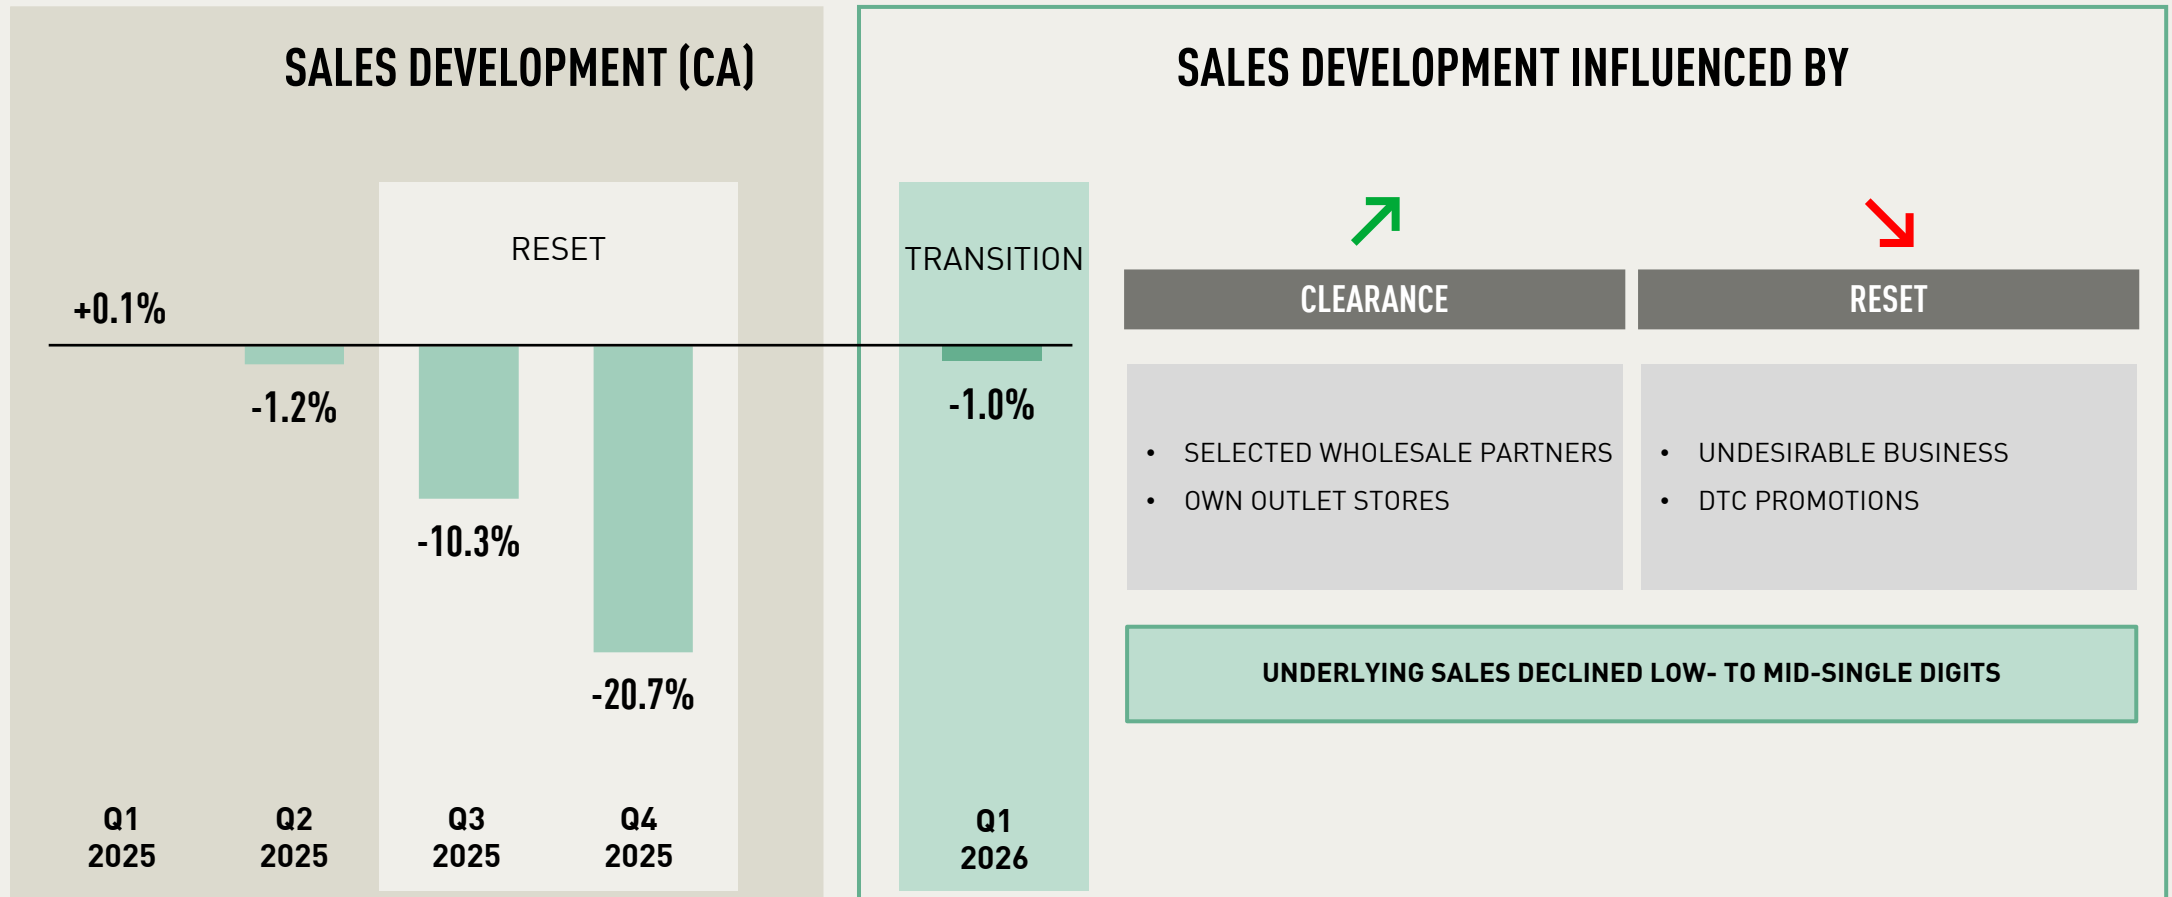 SALES DEVELOPMENT (CA)
RESET
+0.1%
-1.2%
-10.3%
-20.7%
Q1
2025
Q2
2025
Q3
2025
Q4
2025
SALES DEVELOPMENT INFLUENCED BY
TRANSITION
-1.0%
Q1
2026
CLEARANCE
• SELECTED WHOLESALE PARTNERS
• OWN OUTLET STORES
RESET
• UNDESIRABLE BUSINESS
• DTC PROMOTIONS
UNDERLYING SALES DECLINED LOW- TO MID-SINGLE DIGITS